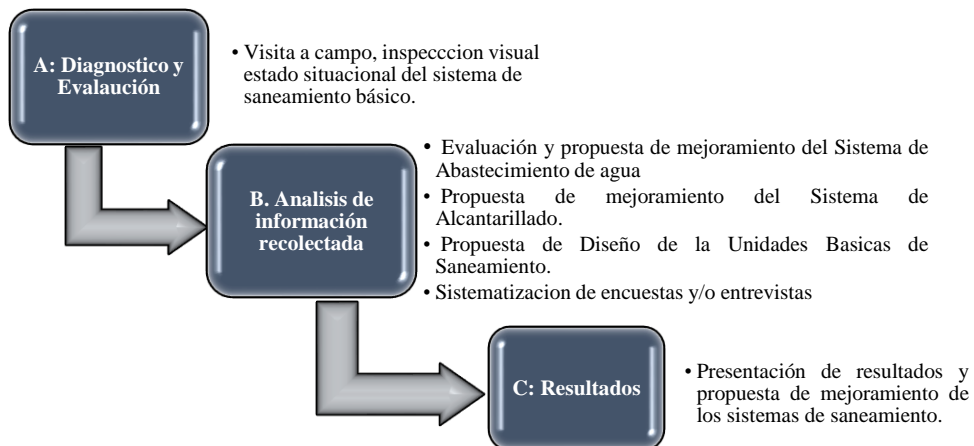 A: Diagnostico y
Evalaución
• Visita a campo, inspecccion visual
estado situacional del sistema de
saneamiento básico.
B. Analisis de
información
recolectada
• Evaluación y propuesta de mejoramiento del Sistema de
Abastecimiento de agua
• Propuesta de mejoramiento del Sistema de
Alcantarillado.
• Propuesta de Diseño de la Unidades Basicas de
Saneamiento.
• Sistematizacion de encuestas y/o entrevistas
C: Resultados
• Presentación de resultados y
propuesta de mejoramiento de
los sistemas de saneamiento.